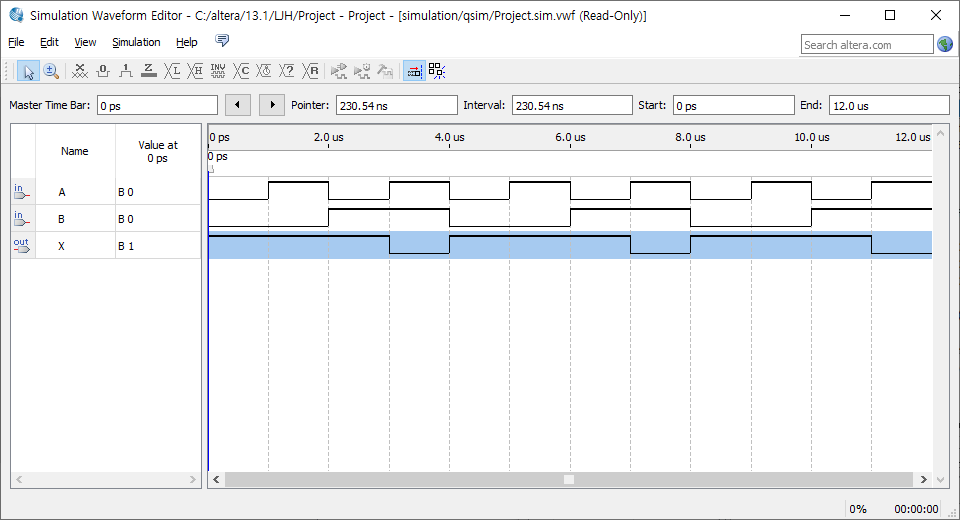 Simulation Waveform Editor - C:/altera/13.1/LJH/Project - Project - [simulation/qsim/Project.sim.vwf (Read-Only)]
File Edit View Simulation Help
Search altera.com
Master Time Bar: 0 ps Pointer: 230.54 ns Interval: 230.54 ns Start: 0 ps End: 12.0 us
Name Value at
0 ps
0 ps 2.0 us 4.0 us 6.0 us 8.0 us 10.0 us 12.0 us
0 ps
in A B 0
in B B 0
out X B 1
0% 00:00:00